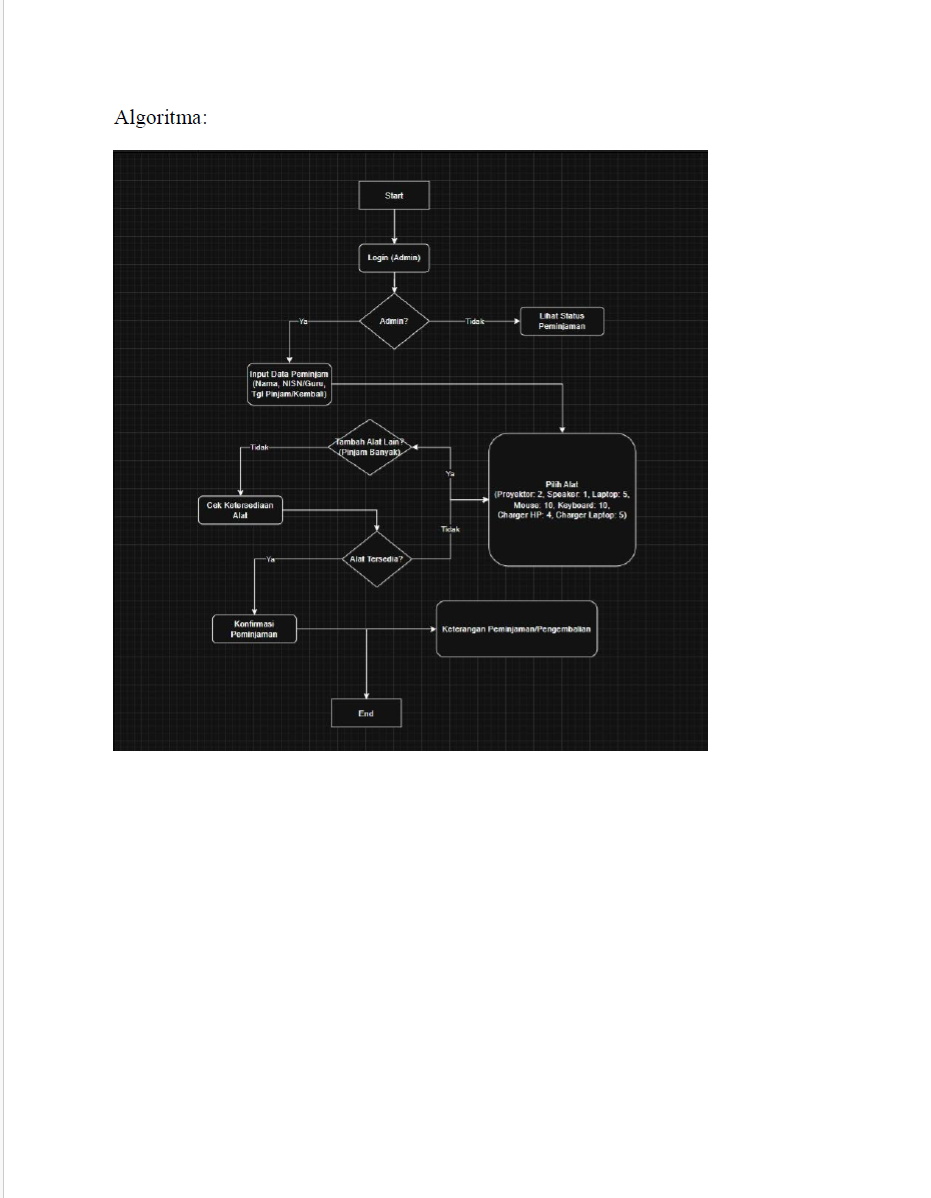 Algoritma:
Start
Login (Admin)
Admin?
Ya
Tidak
Lihat Status
Peminjaman
Input Data Peminjam
(Nama, NISN/Guru,
Tgl Pinjam/Kembali)
Tambah Alat Lain?
(Pinjam Banyak)
Tidak
Ya
Pilih Alat
(Proyektor: 2, Speaker: 1, Laptop: 5,
Mouse: 10, Keyboard: 10,
Charger HP: 4, Charger Laptop: 5)
Cek Ketersediaan
Alat
Tidak
Alat Tersedia?
Ya
Konfirmasi
Peminjaman
Keterangan Peminjaman/Pengembalian
End